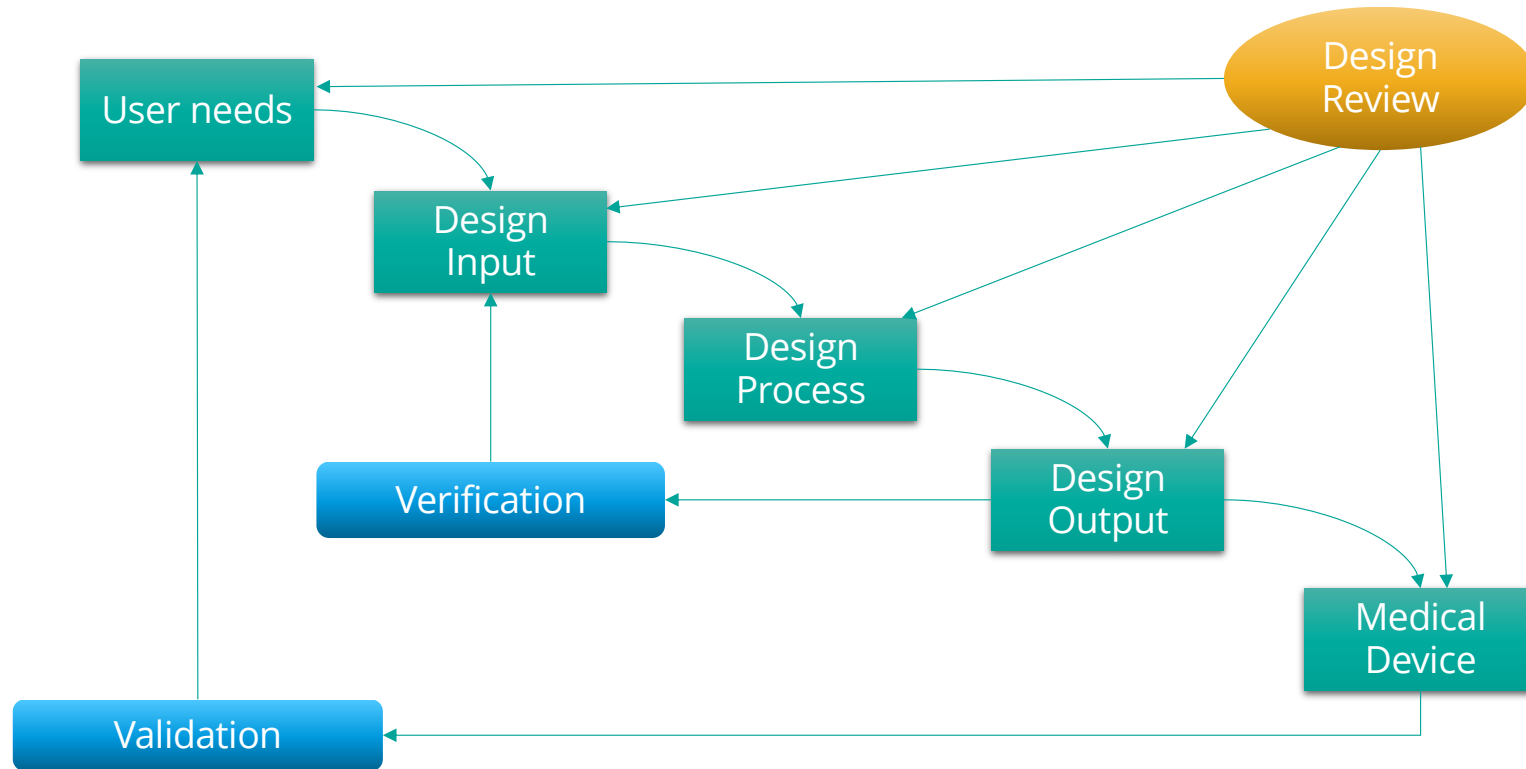 Design
Review
User needs
Design
Input
Design
Process
Design
Output
Verification
Medical
Device
Validation